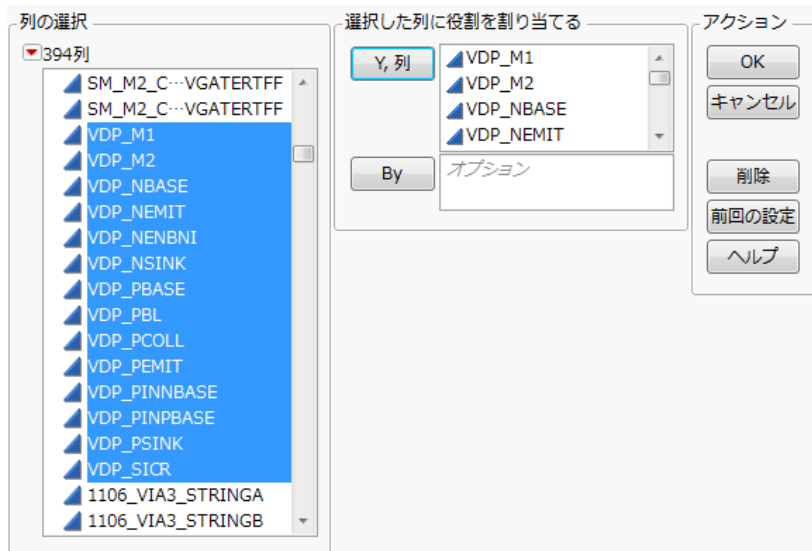 列の選択
394列
SM_M2_C…VGATERTFF
SM_M2_C…VGATERTFF
VDP_M1
VDP_M2
VDP_NBASE
VDP_NEMIT
VDP_NENBNI
VDP_NSINK
VDP_PBASE
VDP_PBL
VDP_PCOLL
VDP_PEMIT
VDP_PINNBASE
VDP_PINPBASE
VDP_PSINK
VDP_SICR
1106_VIA3_STRINGA
1106_VIA3_STRINGB
選択した列に役割を割り当てる
Y, 列
VDP_M1
VDP_M2
VDP_NBASE
VDP_NEMIT
By
オプション
アクション
OK
キャンセル
削除
前回の設定
ヘルプ